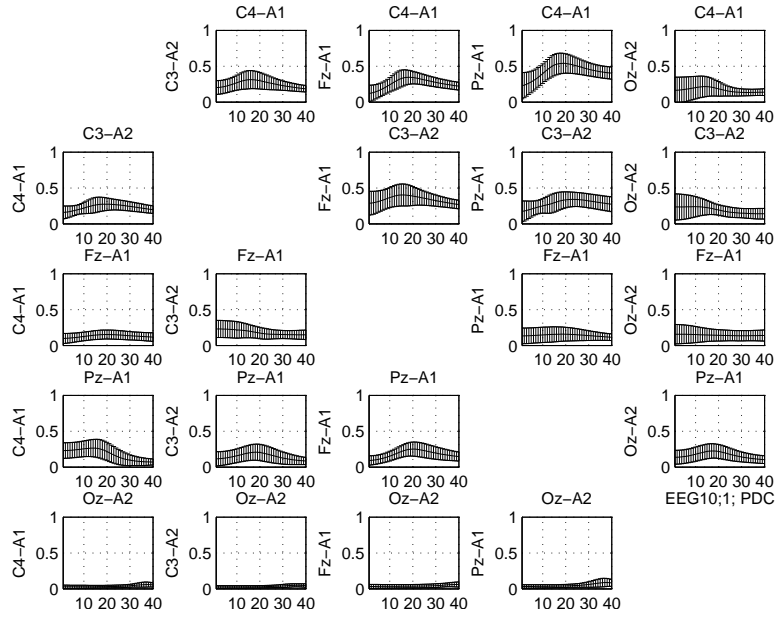 C4−A1 C4−A1 C4−A1 C4−A1
C3−A2 1 0.5 0 10 20 30 40
Fz−A1 1 0.5 0 10 20 30 40
Pz−A1 1 0.5 0 10 20 30 40
Oz−A2 1 0.5 0 10 20 30 40
C3−A2 C3−A2 C3−A2 C3−A2
C4−A1 1 0.5 0 10 20 30 40
Fz−A1 1 0.5 0 10 20 30 40
Pz−A1 1 0.5 0 10 20 30 40
Oz−A2 1 0.5 0 10 20 30 40
Fz−A1 Fz−A1 Fz−A1 Fz−A1
C4−A1 1 0.5 0 10 20 30 40
C3−A2 1 0.5 0 10 20 30 40
Pz−A1 1 0.5 0 10 20 30 40
Oz−A2 1 0.5 0 10 20 30 40
Pz−A1 Pz−A1 Pz−A1 Pz−A1
C4−A1 1 0.5 0 10 20 30 40
C3−A2 1 0.5 0 10 20 30 40
Fz−A1 1 0.5 0 10 20 30 40
Oz−A2 1 0.5 0 10 20 30 40
EEG10;1; PDC
Oz−A2 Oz−A2 Oz−A2 Oz−A2
C4−A1 1 0.5 0 10 20 30 40
C3−A2 1 0.5 0 10 20 30 40
Fz−A1 1 0.5 0 10 20 30 40
Pz−A1 1 0.5 0 10 20 30 40